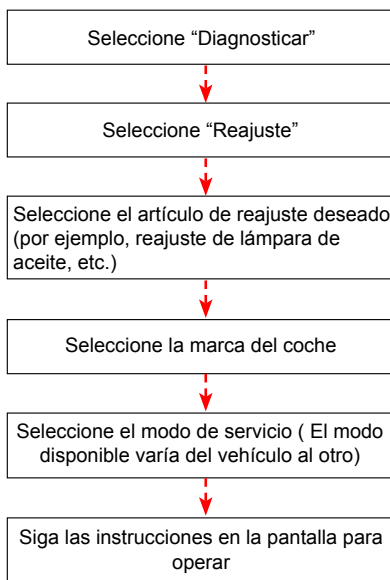 Seleccione “Diagnosticar”
Seleccione “Reajuste”
Seleccione el artículo de reajuste deseado
(por ejemplo, reajuste de lámpara de
aceite, etc.)
Seleccione la marca del coche
Seleccione el modo de servicio ( El modo
disponible varía del vehículo al otro)
Siga las instrucciones en la pantalla para
operar